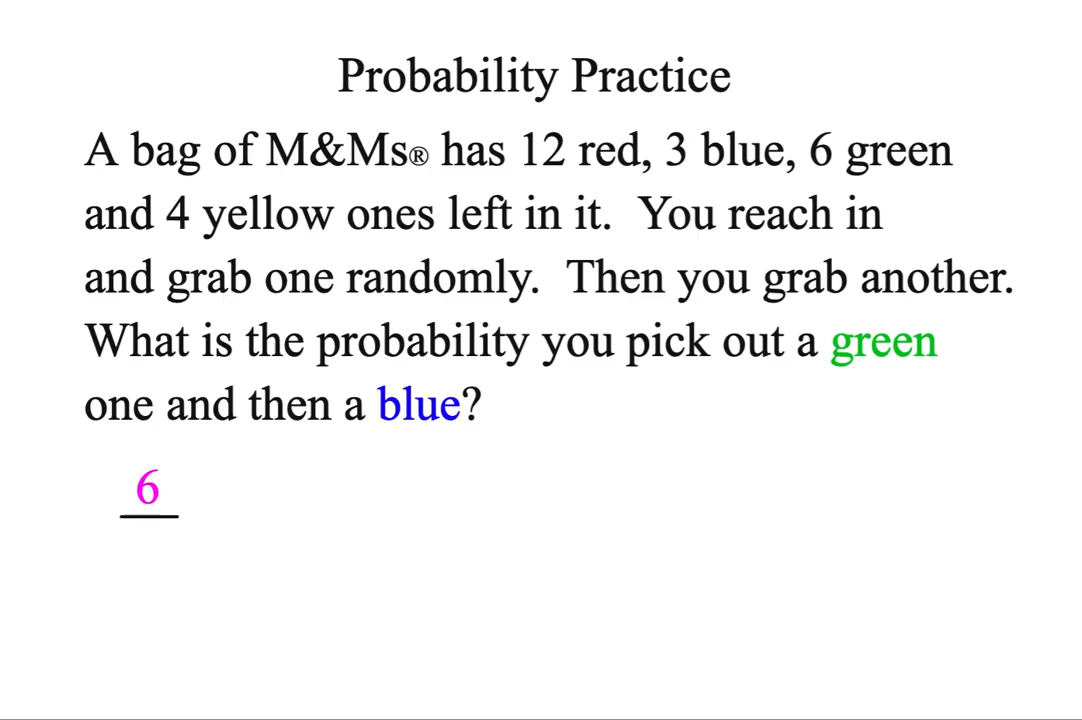 Probability Practice
A bag of M&Ms® has 12 red, 3 blue, 6 green
and 4 yellow ones left in it.  You reach in
and grab one randomly.  Then you grab another.
What is the probability you pick out a green
one and then a blue?
6